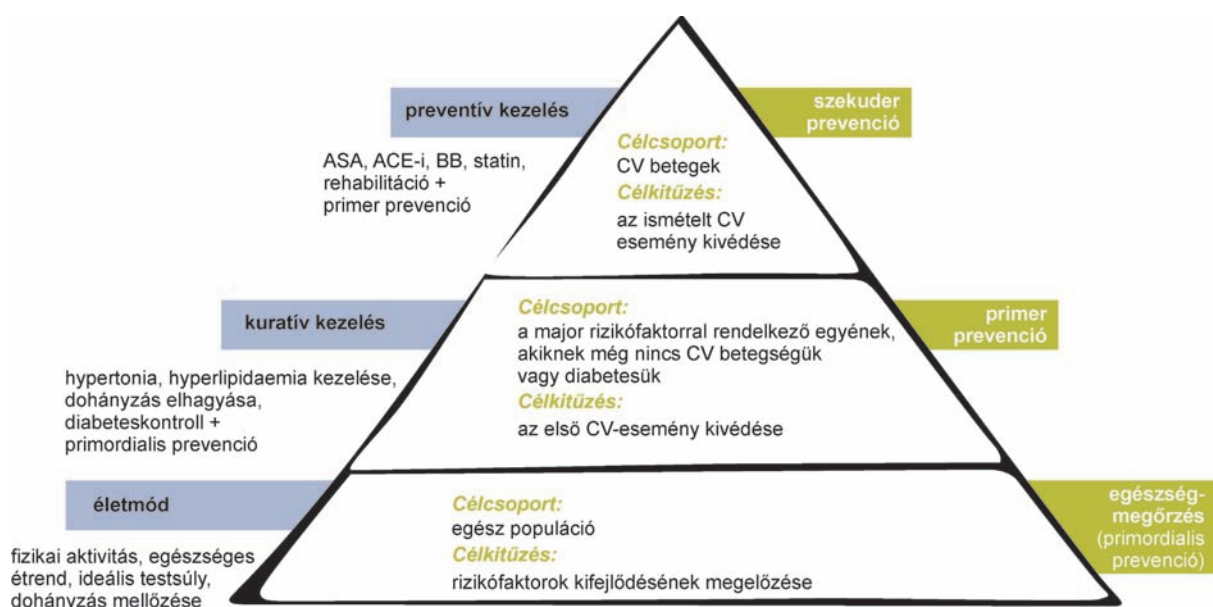 preventív kezelés
ASA, ACE-i, BB, statin,
rehabilitáció +
primer prevenció
Célcsoport:
CV betegek
Célkitűzés:
az ismételt CV
esemény kivédése
szekuder
prevenció
kuratív kezelés
hypertonia, hyperlipidaemia kezelése,
dohányzás elhagyása,
diabeteskontroll +
primordialis prevenció
Célcsoport:
a major rizikófaktorral rendelkező egyének,
akiknek még nincs CV betegségük
vagy diabetesük
Célkitűzés:
az első CV-esemény kivédése
primer
prevenció
életmód
fizikai aktivitás, egészséges
étrend, ideális testsúly,
dohányzás mellőzése
Célcsoport:
egész populáció
Célkitűzés:
rizikófaktorok kifejlődésének megelőzése
egészség-
megőrzés
(primordialis
prevenció)